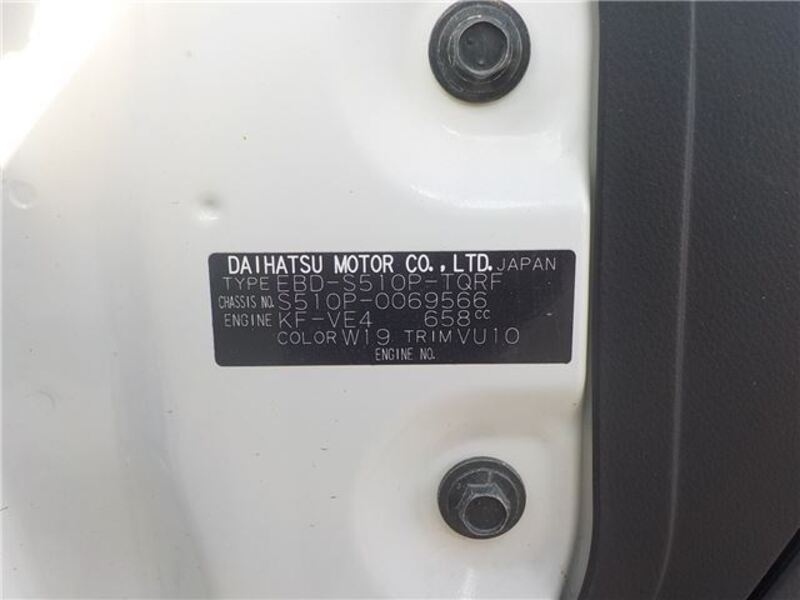 DAIHATSU MOTOR CO.,LTD. JAPAN
TYPE EBD-S510P-TQRF
CHASSIS NO. S510P-0069566
ENGINE KF-VE4 658CC
COLOR W19 TRIM VU10
ENGINE NO.